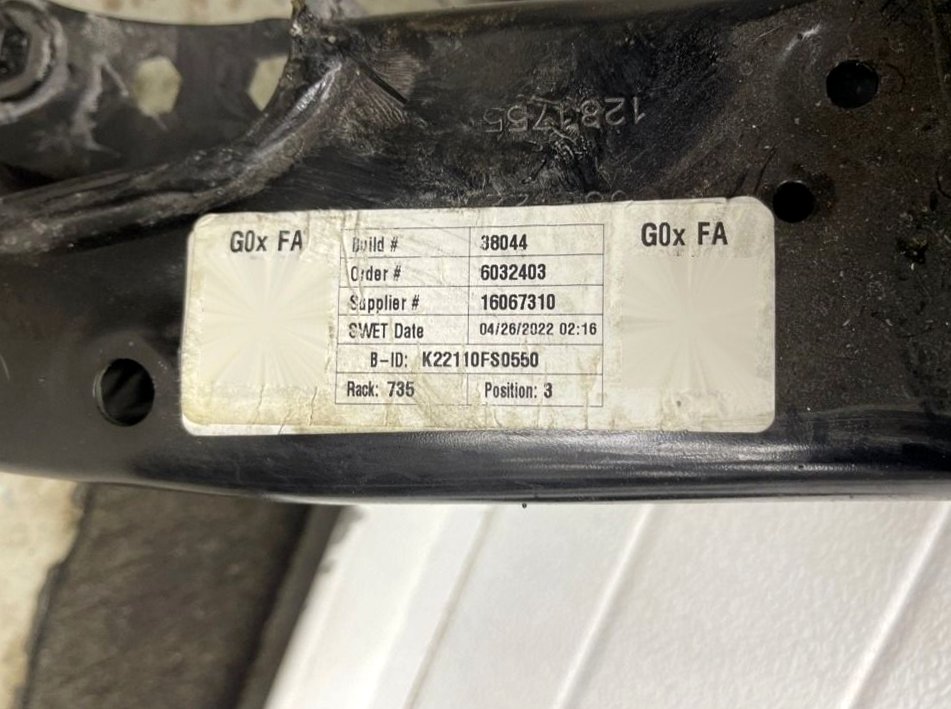 1281755
G0x FA
Build # 38044
Order # 6032403
Supplier # 16067310
SWET Date 04/26/2022 02:16
B-ID: K22110FS0550
Rack: 735 Position: 3
G0x FA